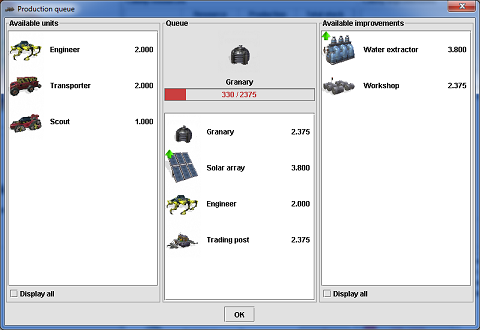 Production queue
Available units
Engineer 2.000
Transporter 2.000
Scout 1.000
Display all
Queue
Granary
330 / 2375
Granary 2.375
Solar array 3.800
Engineer 2.000
Trading post 2.375
Available improvements
Water extractor 3.800
Workshop 2.375
Display all
OK